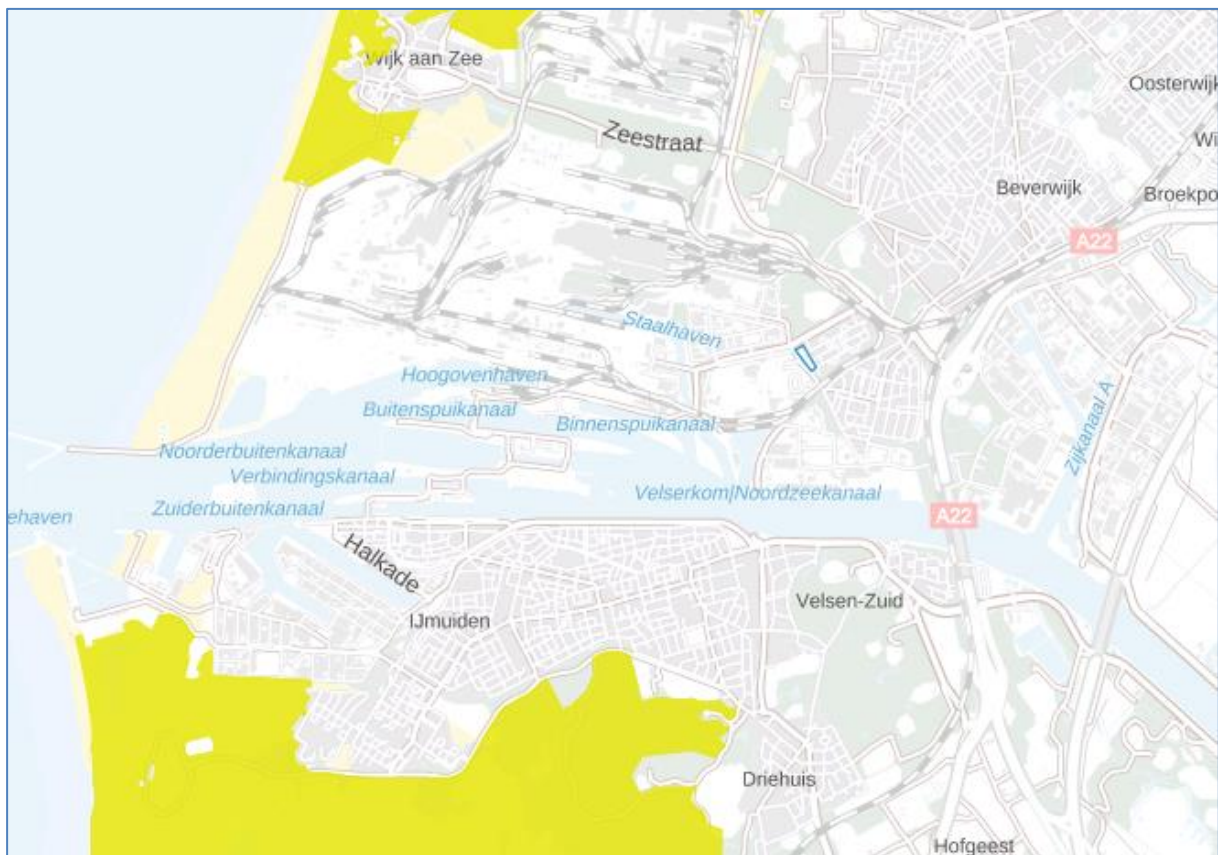 Wijk aan Zee
Oosterwijk
Zeestraat
Wi
Beverwijk
Broekpo
A22
Staalhaven
Hoogovenhaven
Buitenspuikanaal
Binnenspuikanaal
Noorderbuitenkanaal
Zijkanaal A
Verbindingskanaal
Velserkom|Noordzeekanaal
Zuiderbuitenkanaal
ehaven
A22
Halkade
Velsen-Zuid
IJmuiden
Driehuis
Hofgeest